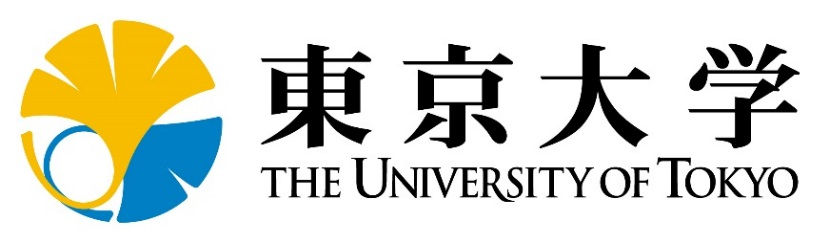 東京大学
THE UNIVERSITY OF TOKYO